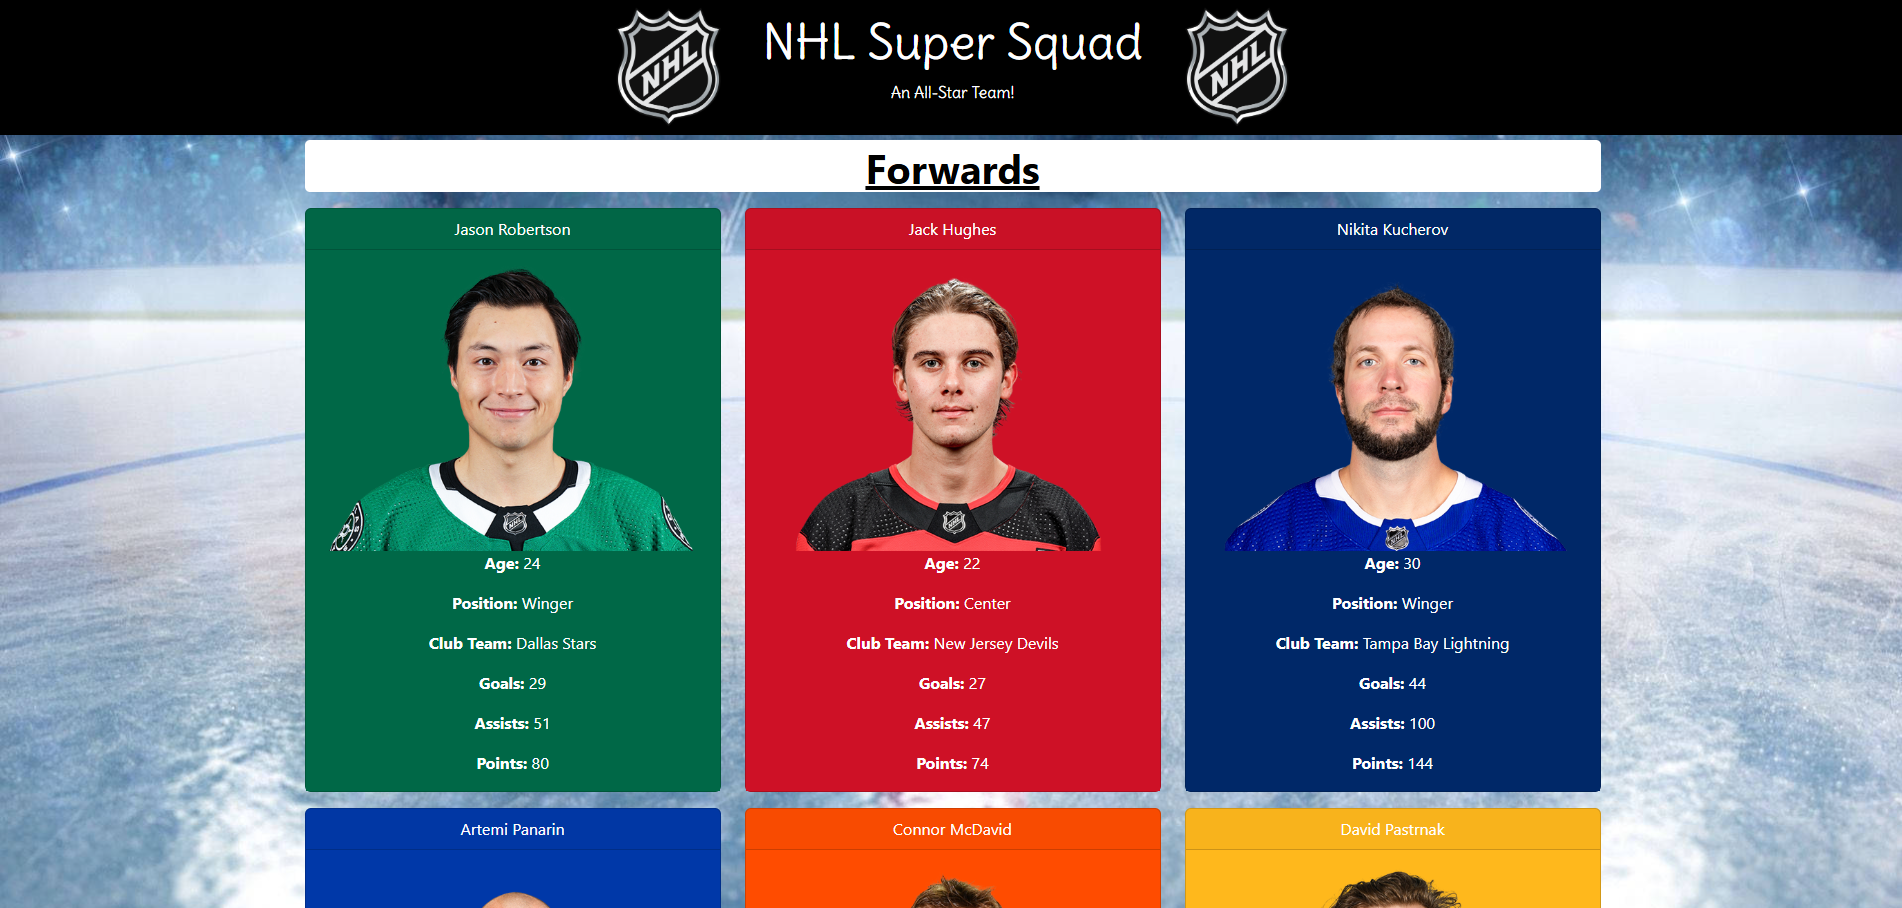 NHL
NHL Super Squad
NHL
An All-Star Team!
Forwards
Jason Robertson
NHL
Age: 24
Position: Winger
Club Team: Dallas Stars
Goals: 29
Assists: 51
Points: 80
Jack Hughes
NHL
Age: 22
Position: Center
Club Team: New Jersey Devils
Goals: 27
Assists: 47
Points: 74
Nikita Kucherov
NHL
Age: 30
Position: Winger
Club Team: Tampa Bay Lightning
Goals: 44
Assists: 100
Points: 144
Artemi Panarin
Connor McDavid
David Pastrnak